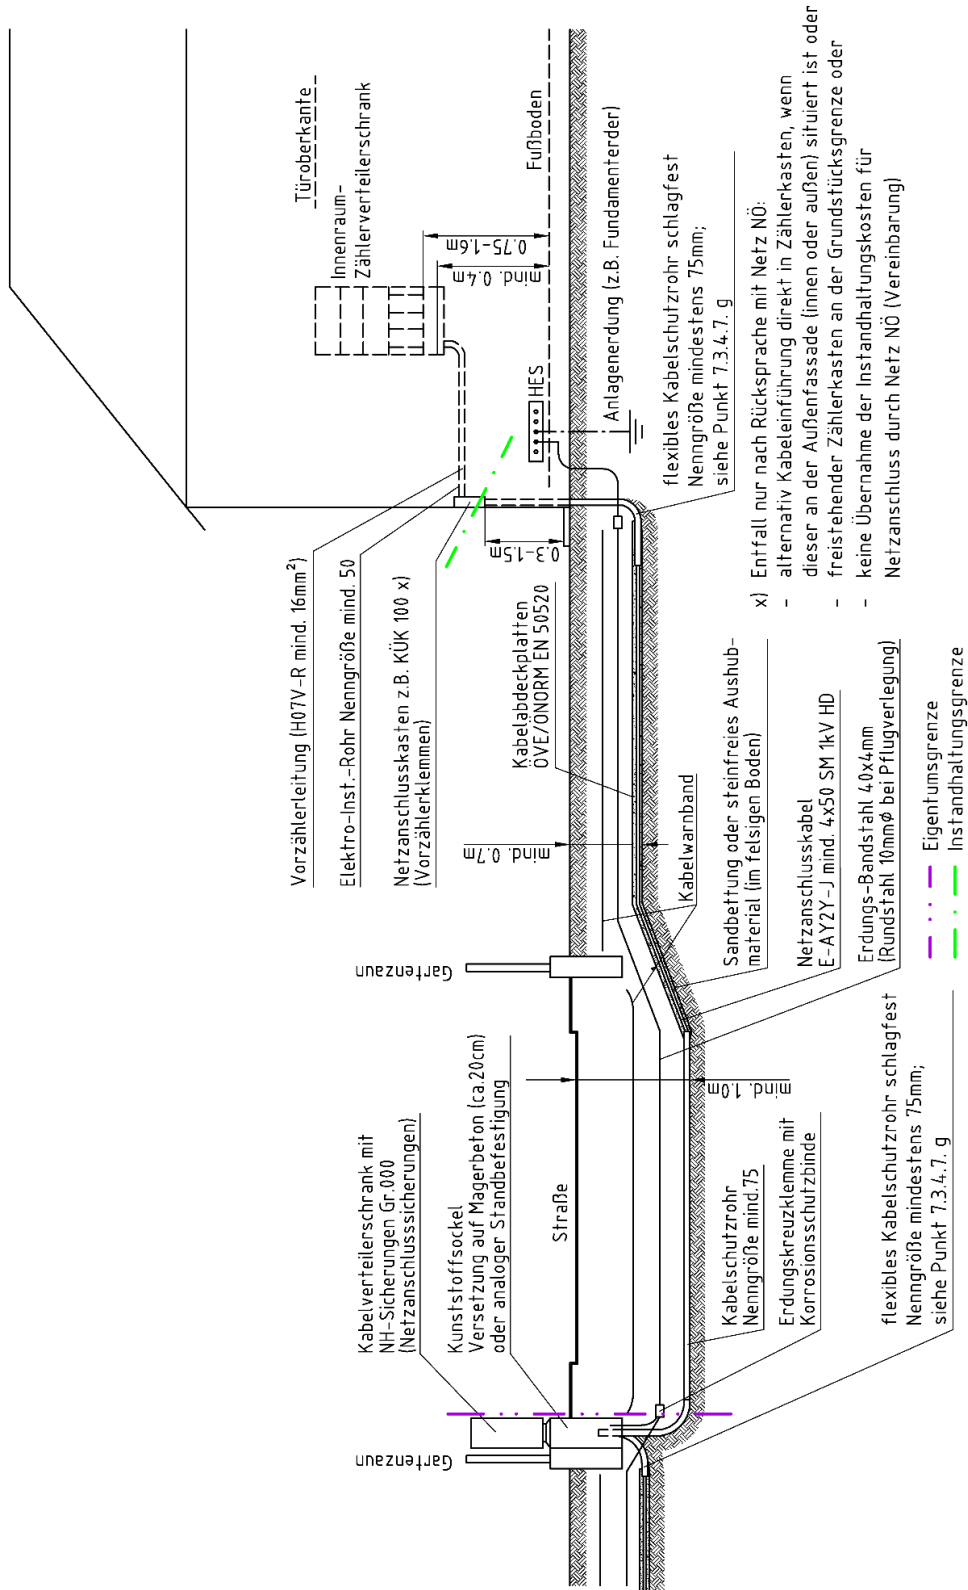 Türoberkante
Innenraum-
Zählerverteilerschrank
0.75-1.6m
mind. 0.4m
Fußboden
Vorzählerleitung (H07V-R mind. 16mm²)
Elektro-Inst.-Rohr Nenngröße mind. 50
Netzanschlusskasten z.B. KÜK 100 x)
(Vorzählerklemmen)
0.3-1.5m
HES
Anlagenerdung (z.B. Fundamenterder)
Kabelabdeckplatten
ÖVE/ÖNORM EN 50520
mind. 0.7m
flexibles Kabelschutzrohr schlagfest
Nenngröße mindestens 75mm;
siehe Punkt 7.3.4.7. g
Gartenzaun
Kabelverteilerschrank mit
NH-Sicherungen Gr.000
(Netzanschlusssicherungen)
Kunststoffsockel
Versetzung auf Magerbeton (ca.20cm)
oder analoger Standbefestigung
Gartenzaun
Straße
mind. 1.0m
Kabelwarnband
Sandbettung oder steinfreies Aushub-
material (im felsigen Boden)
Netzanschlusskabel
E-AY2Y-J mind. 4x50 SM 1kV HD
Erdungs-Bandstahl 40x4mm
(Rundstahl 10mmϕ bei Pflugverlegung)
Kabelschutzrohr
Nenngröße mind.75
Erdungskreuzklemme mit
Korrosionsschutzbinde
flexibles Kabelschutzrohr schlagfest
Nenngröße mindestens 75mm;
siehe Punkt 7.3.4.7. g
x) Entfall nur nach Rücksprache mit Netz NÖ:
- alternativ Kabeleinführung direkt in Zählerkasten, wenn
dieser an der Außenfassade (innen oder außen) situiert ist oder
- freistehender Zählerkasten an der Grundstücksgrenze oder
- keine Übernahme der Instandhaltungskosten für
Netzanschluss durch Netz NÖ (Vereinbarung)
Eigentumsgrenze
Instandhaltungsgrenze